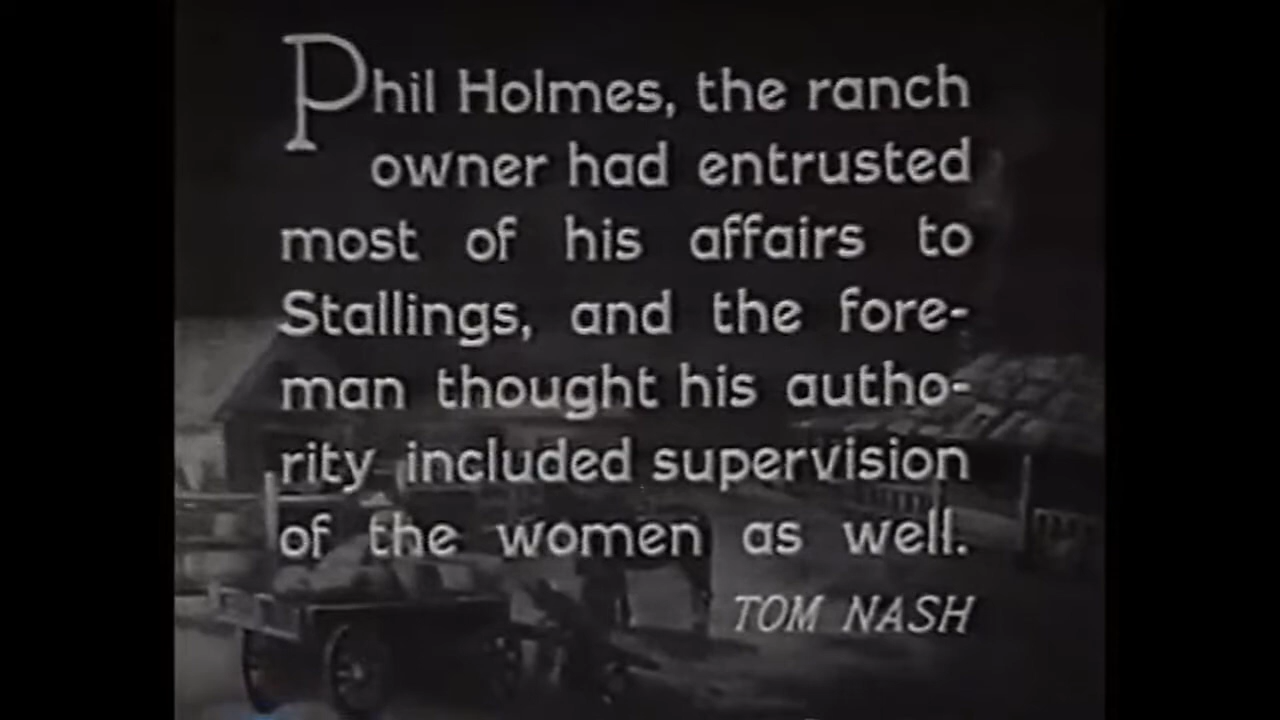 Phil Holmes, the ranch
owner had entrusted
most of his affairs to
Stallings, and the fore-
man thought his autho-
rity included supervision
of the women as well.
TOM NASH